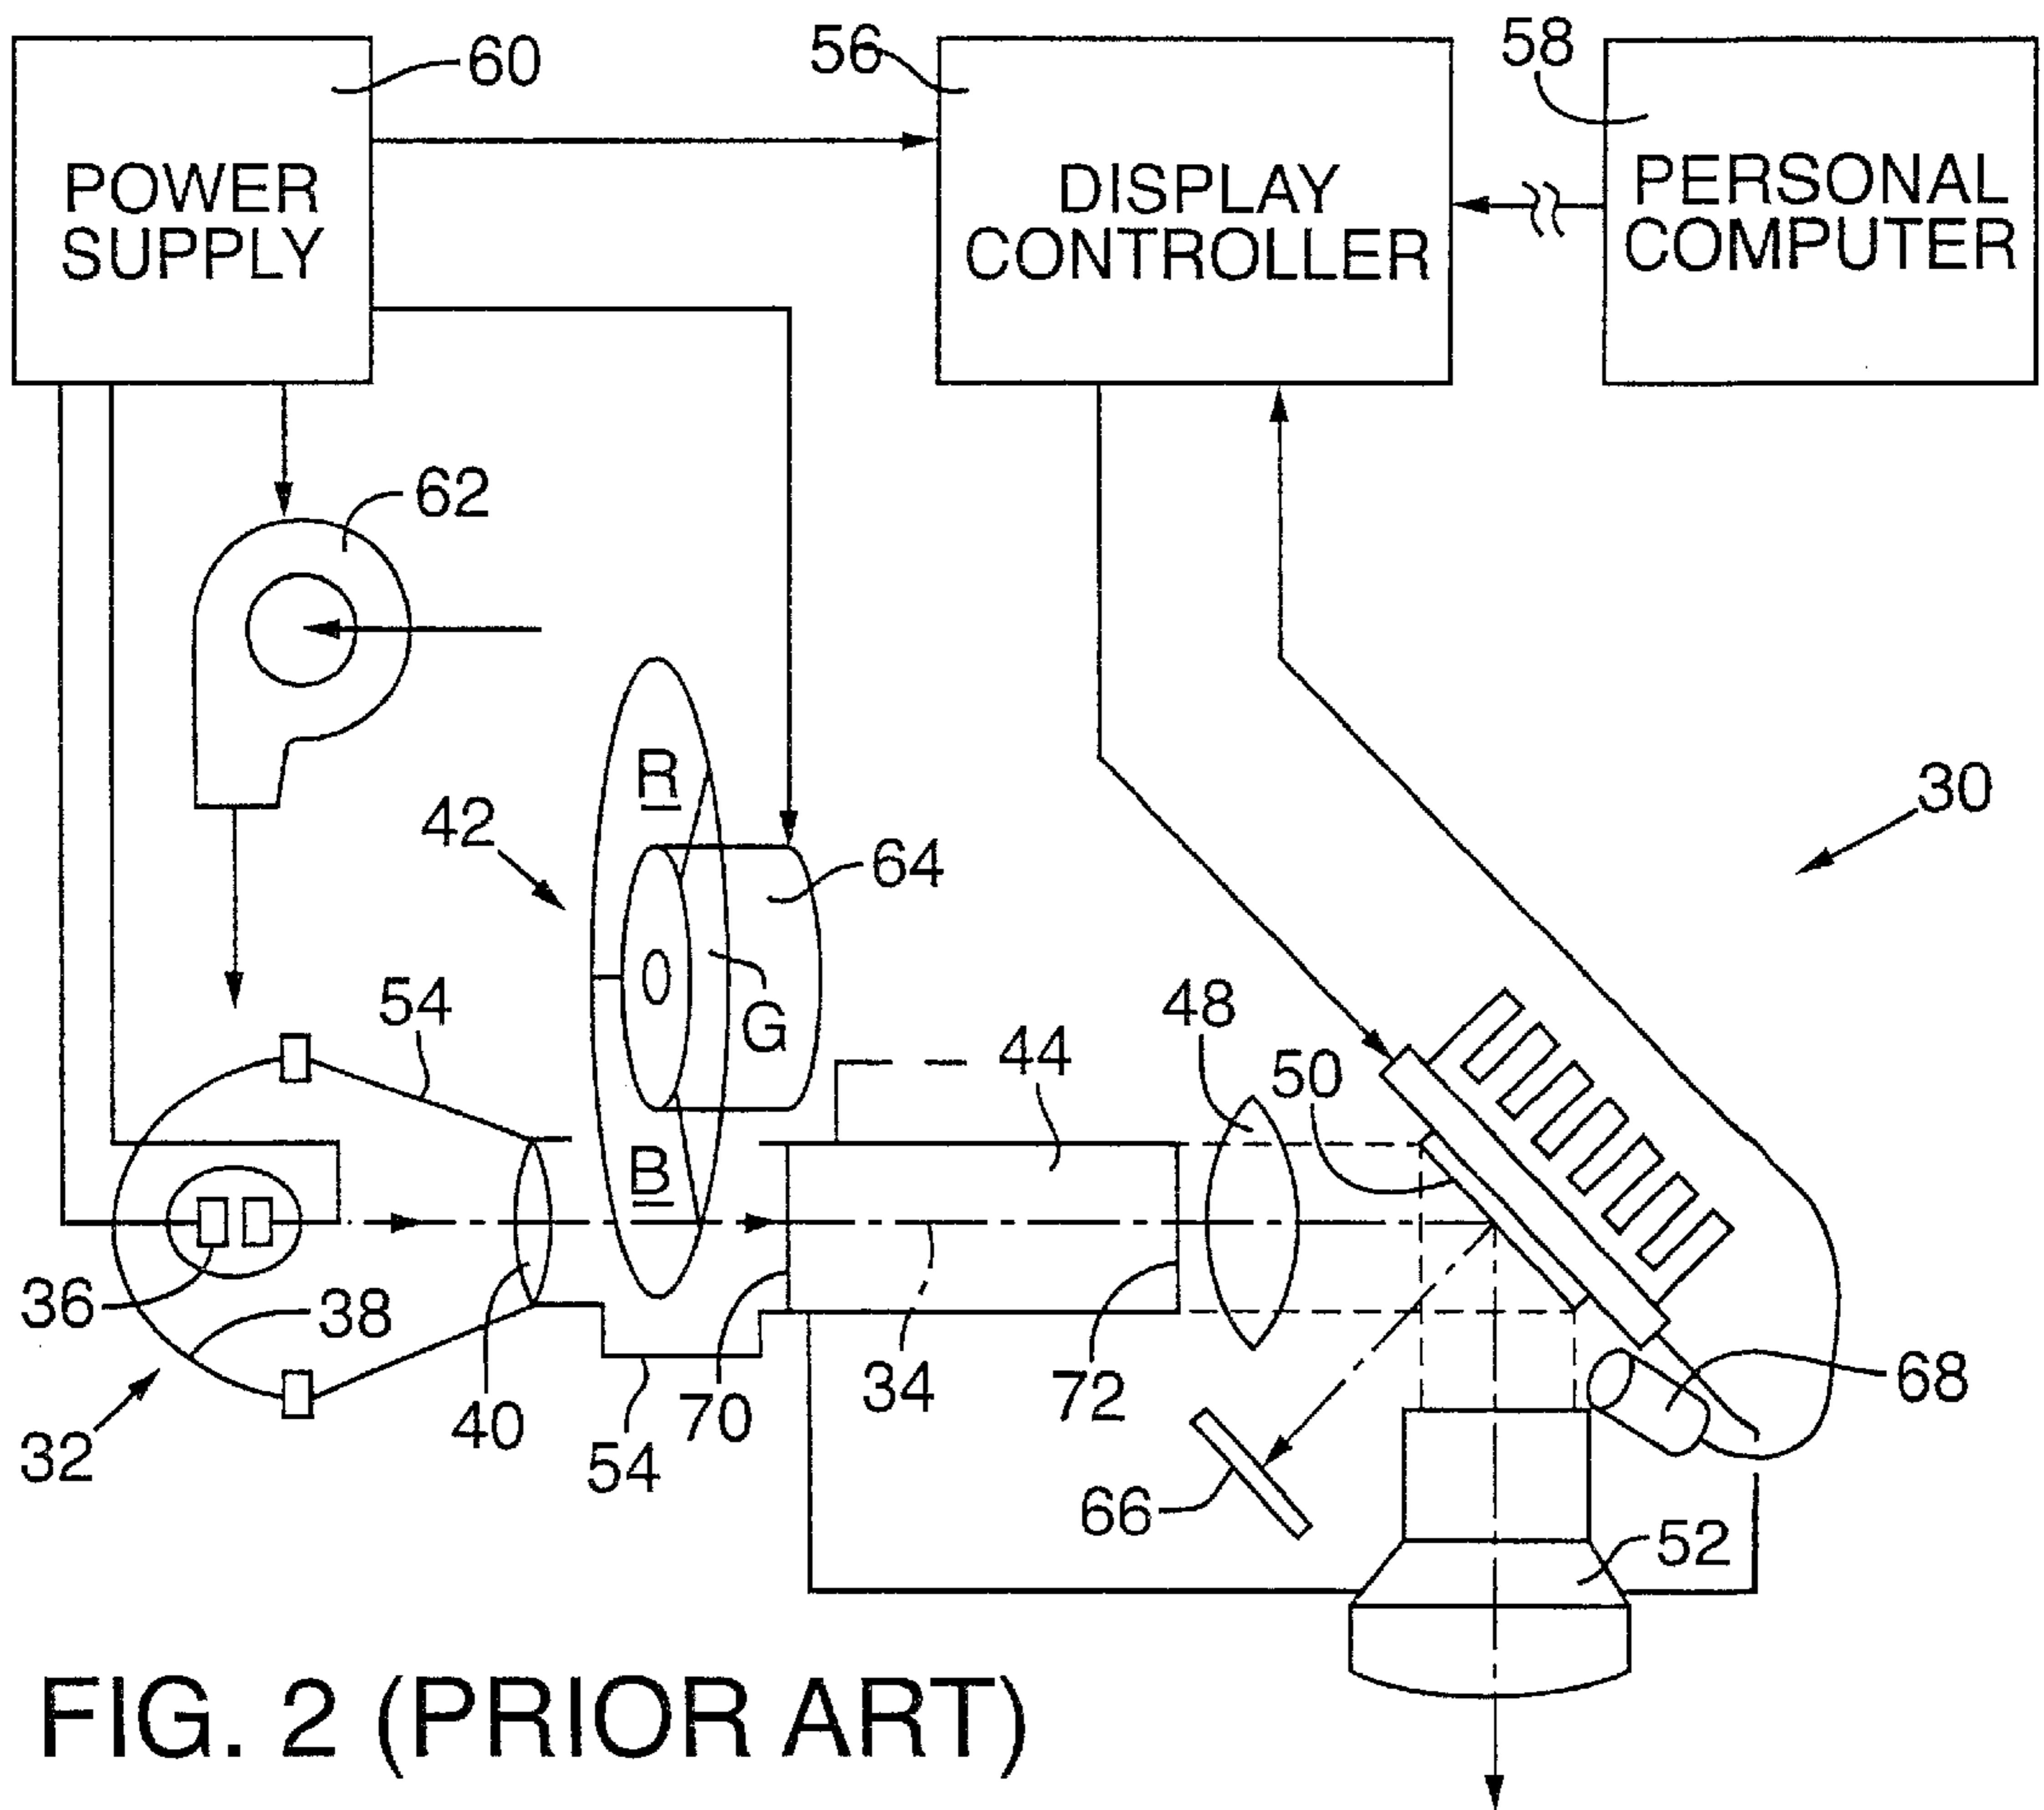 60
56
58
POWER
SUPPLY
DISPLAY
CONTROLLER
PERSONAL
COMPUTER
62
R
42
30
64
54
G
48
44
50
B
36
38
34
68
32
40
70
72
54
66
52
FIG. 2 (PRIOR ART)